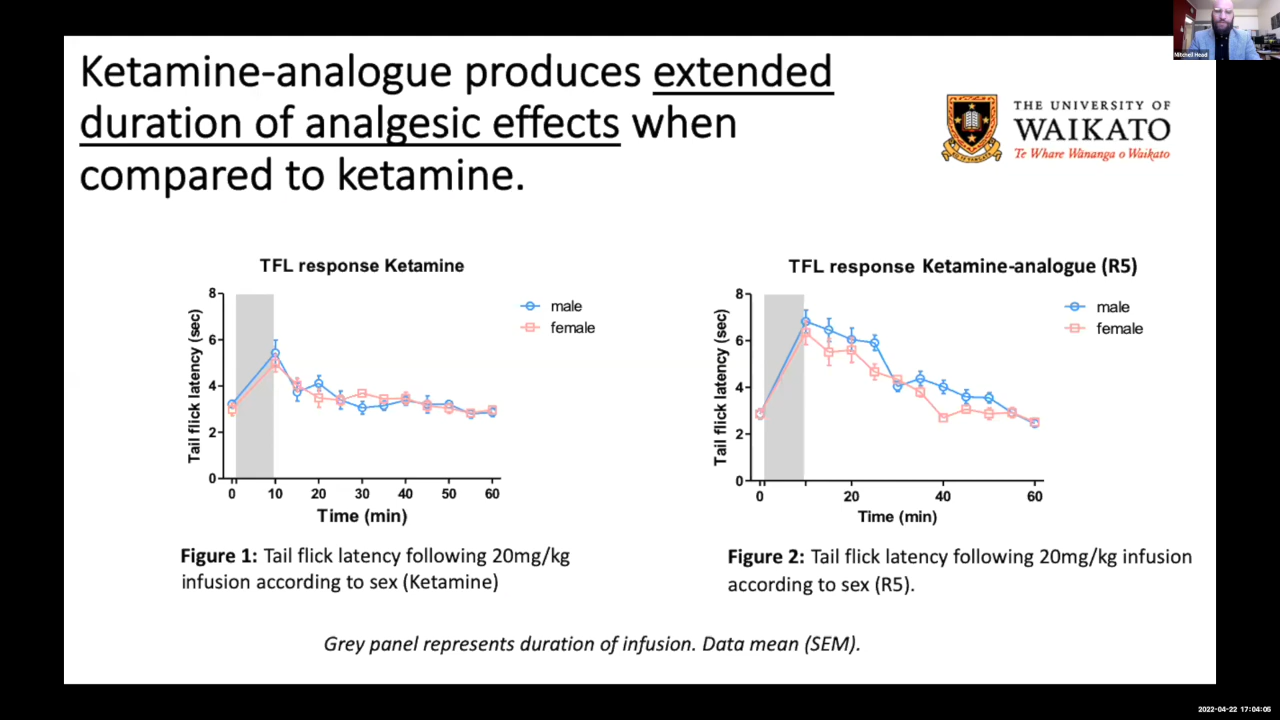 Mitchell Head
Ketamine-analogue produces extended
duration of analgesic effects when
compared to ketamine.
THE UNIVERSITY OF
WAIKATO
Te Whare Wānanga o Waikato
TFL response Ketamine
Tail flick latency (sec)
8
6
4
2
0
0 10 20 30 40 50 60
Time (min)
male
female
Figure 1: Tail flick latency following 20mg/kg
infusion according to sex (Ketamine)
TFL response Ketamine-analogue (R5)
Tail flick latency (sec)
8
6
4
2
0
0 20 40 60
Time (min)
male
female
Figure 2: Tail flick latency following 20mg/kg infusion
according to sex (R5).
Grey panel represents duration of infusion. Data mean (SEM).
2022-04-22 17:04:05